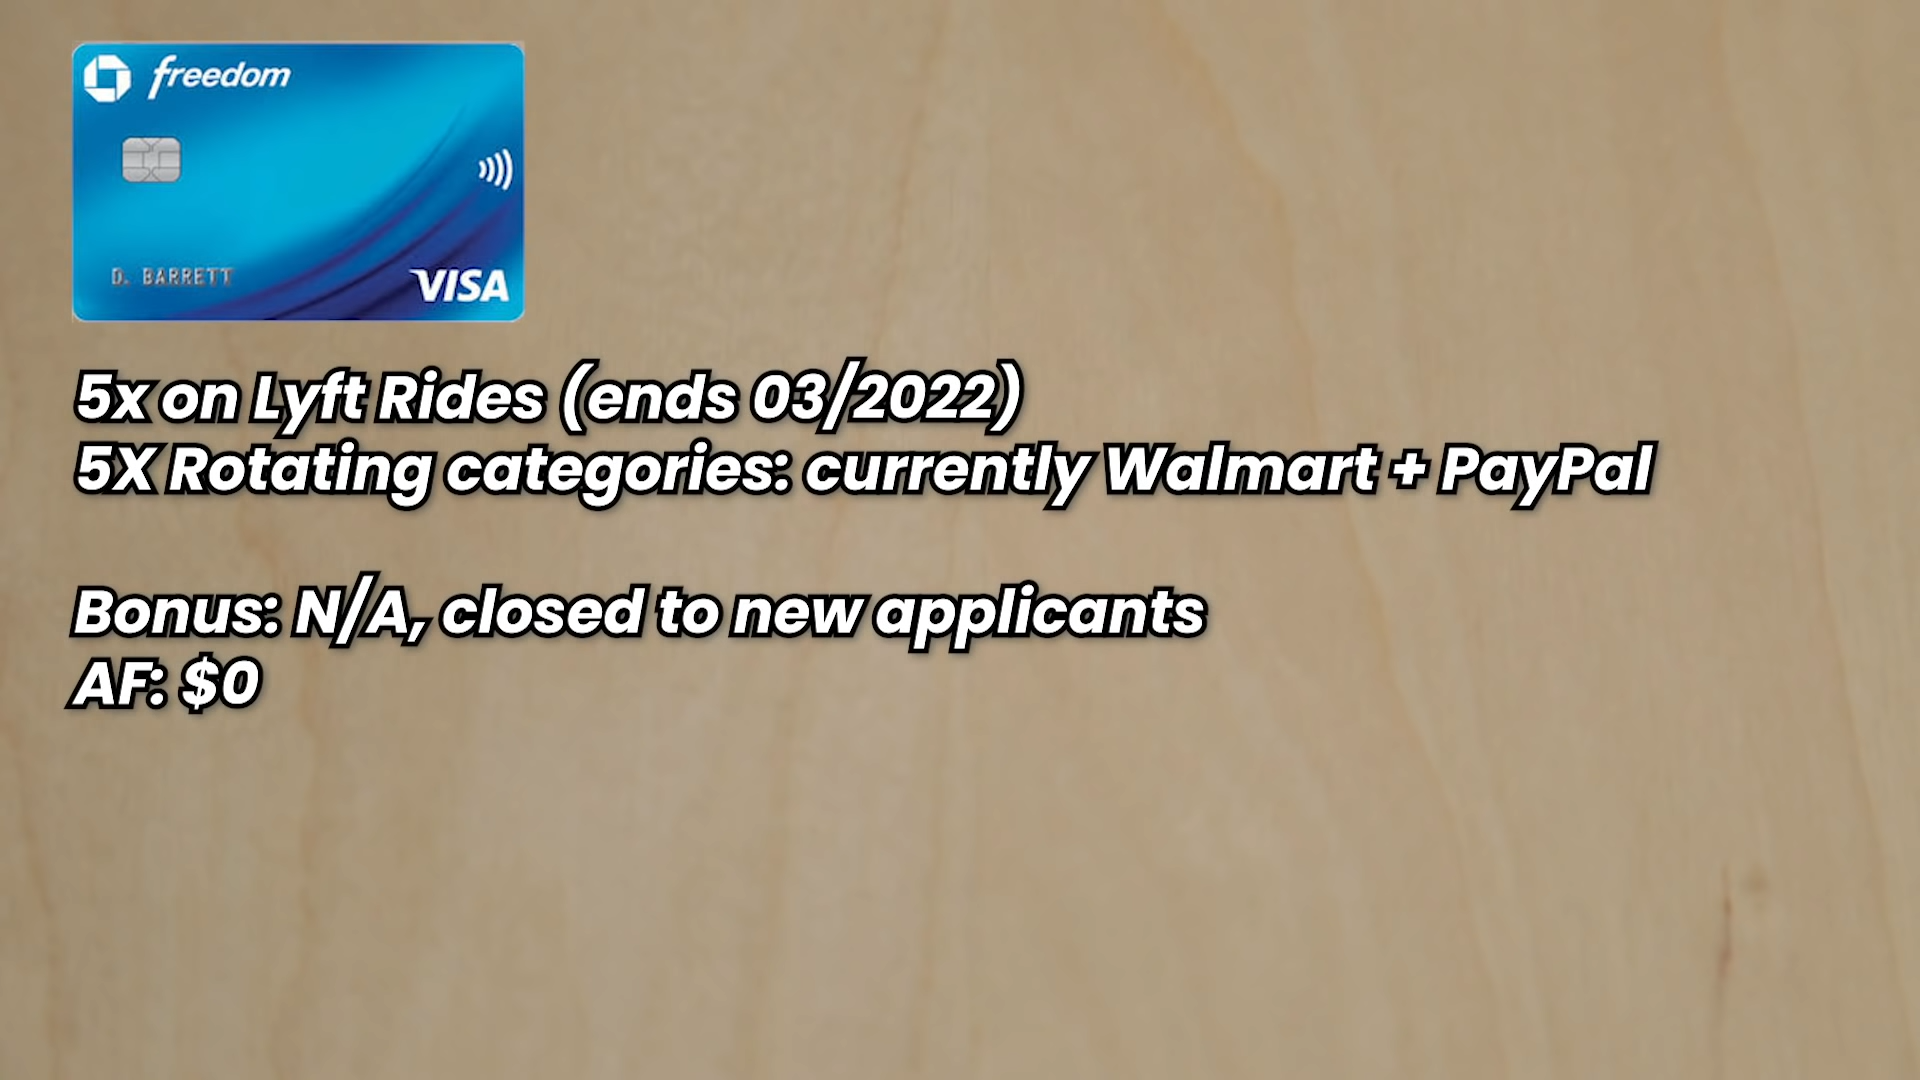 freedom
D. BARRETT
VISA
5x on Lyft Rides (ends 03/2022)
5X Rotating categories: currently Walmart + PayPal
Bonus: N/A, closed to new applicants
AF: $0